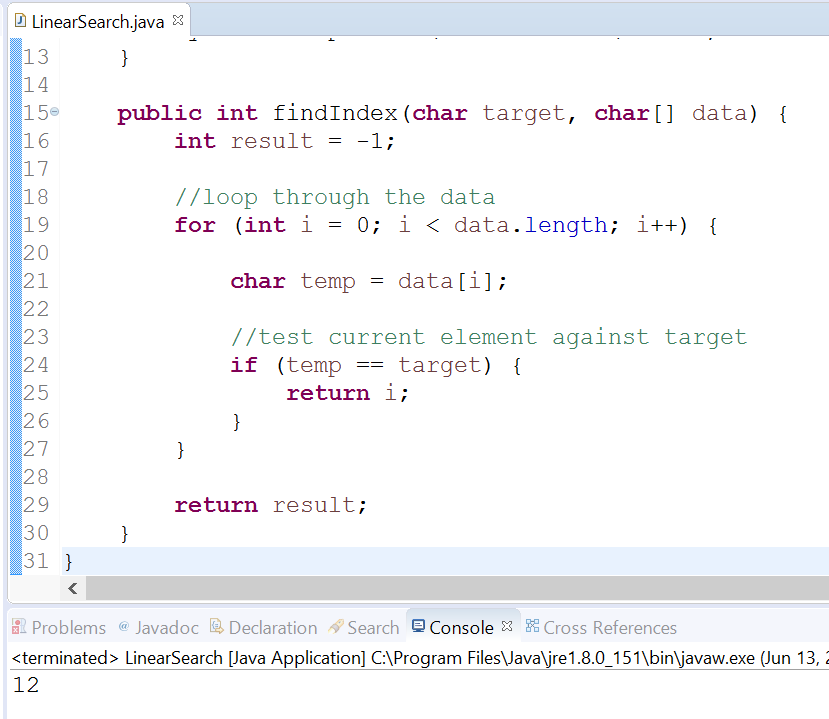 LinearSearch.java
13 }
14
15 public int findIndex(char target, char[] data) {
16 int result = -1;
17
18 //loop through the data
19 for (int i = 0; i < data.length; i++) {
20
21 char temp = data[i];
22
23 //test current element against target
24 if (temp == target) {
25 return i;
26 }
27 }
28
29 return result;
30 }
31 }
Problems @ Javadoc Declaration Search Console Cross References
<terminated> LinearSearch [Java Application] C:\Program Files\Java\jre1.8.0_151\bin\javaw.exe (Jun 13,
12